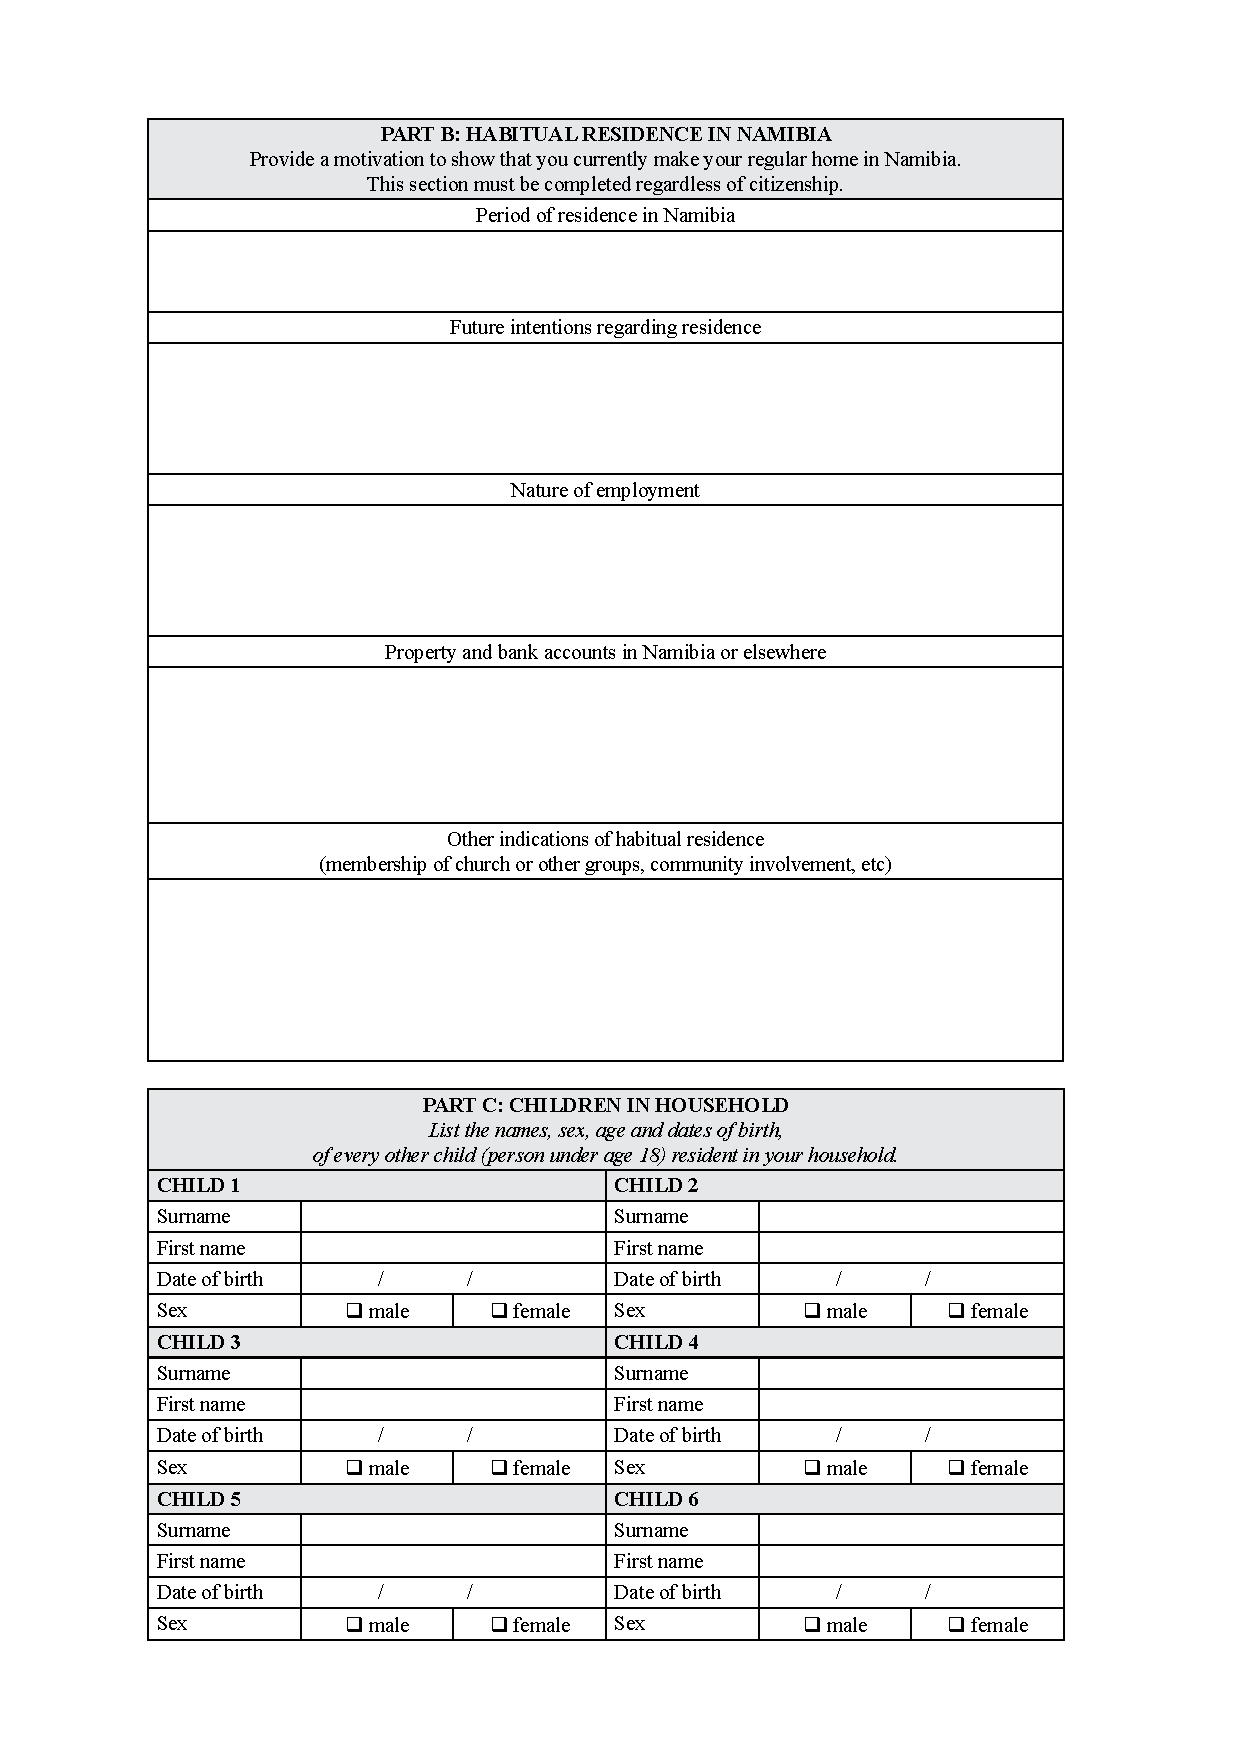 PART B: HABITUAL RESIDENCE IN NAMIBIA
Provide a motivation to show that you currently make your regular home in Namibia.
This section must be completed regardless of citizenship.
Period of residence in Namibia
Future intentions regarding residence
Nature of employment
Property and bank accounts in Namibia or elsewhere
Other indications of habitual residence
(membership of church or other groups, community involvement, etc)
PART C: CHILDREN IN HOUSEHOLD
List the names, sex, age and dates of birth,
of every other child (person under age 18) resident in your household.
CHILD 1 CHILD 2
Surname Surname
First name First name
Date of birth / / Date of birth / /
Sex ❑ male ❑ female Sex ❑ male ❑ female
CHILD 3 CHILD 4
Surname Surname
First name First name
Date of birth / / Date of birth / /
Sex ❑ male ❑ female Sex ❑ male ❑ female
CHILD 5 CHILD 6
Surname Surname
First name First name
Date of birth / / Date of birth / /
Sex ❑ male ❑ female Sex ❑ male ❑ female